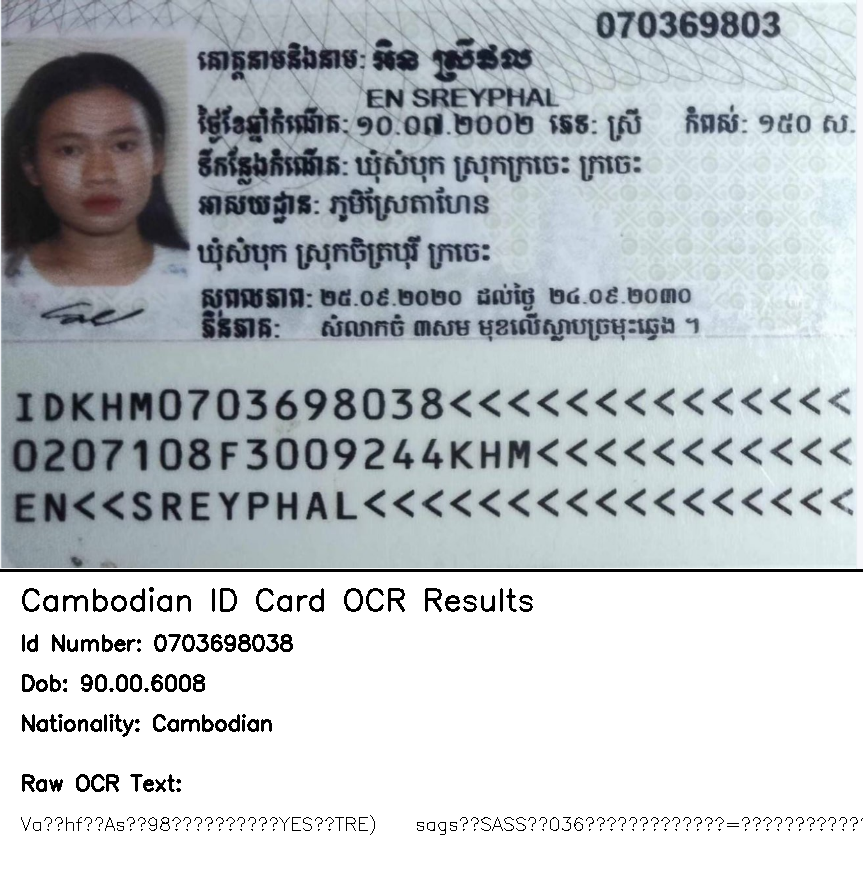 070369803
គោត្តនាមនិងនាម: អិន ស្រីផល
EN SREYPHAL
ថ្ងៃខែឆ្នាំកំណើត: ១០.០៧.២០០២ ភេទ: ស្រី កំពស់: ១៥០ ស.
ទីកន្លែងកំណើត: ឃុំសំបុក ស្រុកក្រចេះ ក្រចេះ
អាសយដ្ឋាន: ភូមិស្រែតាហែន
ឃុំសំបុក ស្រុកចិត្របុរី ក្រចេះ
សុពលភាព: ២៥.០៩.២០២០ ដល់ថ្ងៃ ២៤.០៩.២០៣០
ភិនភាគ: សំលាកចំ ៣សម មុខលើស្លាបច្រមុះឆ្វេង ។
IDKHM0703698038<<<<<<<<<<<<<<
0207108F3009244KHM<<<<<<<<<<<
EN<<SREYPHAL<<<<<<<<<<<<<<<<<
Cambodian ID Card OCR Results
Id Number: 0703698038
Dob: 90.00.6008
Nationality: Cambodian
Raw OCR Text:
Va??hf??As??98??????????YES??TRE) sags??SASS??036?????????????=???????????